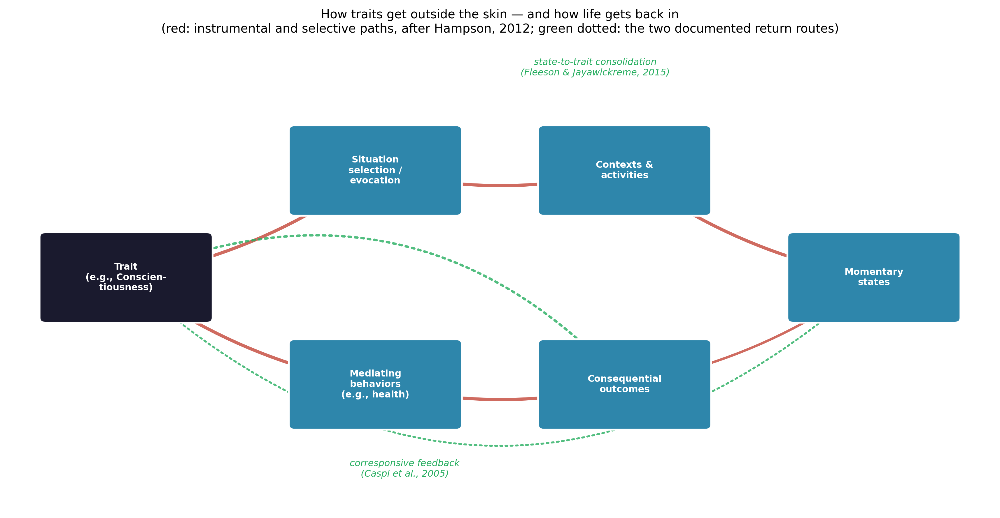 How traits get outside the skin — and how life gets back in
(red: instrumental and selective paths, after Hampson, 2012; green dotted: the two documented return routes)
state-to-trait consolidation
(Fleeson & Jayawickreme, 2015)
Situation
selection /
evocation
Contexts &
activities
Trait
(e.g., Conscien-
tiousness)
Momentary
states
Mediating
behaviors
(e.g., health)
Consequential
outcomes
corresponsive feedback
(Caspi et al., 2005)